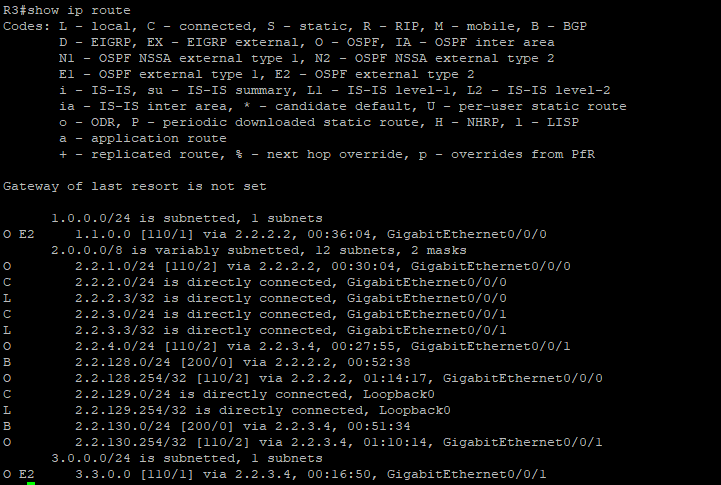 R3#show ip route
Codes: L - local, C - connected, S - static, R - RIP, M - mobile, B - BGP
D - EIGRP, EX - EIGRP external, O - OSPF, IA - OSPF inter area
N1 - OSPF NSSA external type 1, N2 - OSPF NSSA external type 2
E1 - OSPF external type 1, E2 - OSPF external type 2
i - IS-IS, su - IS-IS summary, L1 - IS-IS level-1, L2 - IS-IS level-2
ia - IS-IS inter area, * - candidate default, U - per-user static route
o - ODR, P - periodic downloaded static route, H - NHRP, l - LISP
a - application route
+ - replicated route, % - next hop override, p - overrides from PfR
Gateway of last resort is not set
1.0.0.0/24 is subnetted, 1 subnets
O E2 1.1.0.0 [110/1] via 2.2.2.2, 00:36:04, GigabitEthernet0/0/0
2.0.0.0/8 is variably subnetted, 12 subnets, 2 masks
O 2.2.1.0/24 [110/2] via 2.2.2.2, 00:30:04, GigabitEthernet0/0/0
C 2.2.2.0/24 is directly connected, GigabitEthernet0/0/0
L 2.2.2.3/32 is directly connected, GigabitEthernet0/0/0
C 2.2.3.0/24 is directly connected, GigabitEthernet0/0/1
L 2.2.3.3/32 is directly connected, GigabitEthernet0/0/1
O 2.2.4.0/24 [110/2] via 2.2.3.4, 00:27:55, GigabitEthernet0/0/1
B 2.2.128.0/24 [200/0] via 2.2.2.2, 00:52:38
O 2.2.128.254/32 [110/2] via 2.2.2.2, 01:14:17, GigabitEthernet0/0/0
C 2.2.129.0/24 is directly connected, Loopback0
L 2.2.129.254/32 is directly connected, Loopback0
B 2.2.130.0/24 [200/0] via 2.2.3.4, 00:51:34
O 2.2.130.254/32 [110/2] via 2.2.3.4, 01:10:14, GigabitEthernet0/0/1
3.0.0.0/24 is subnetted, 1 subnets
O E2 3.3.0.0 [110/1] via 2.2.3.4, 00:16:50, GigabitEthernet0/0/1